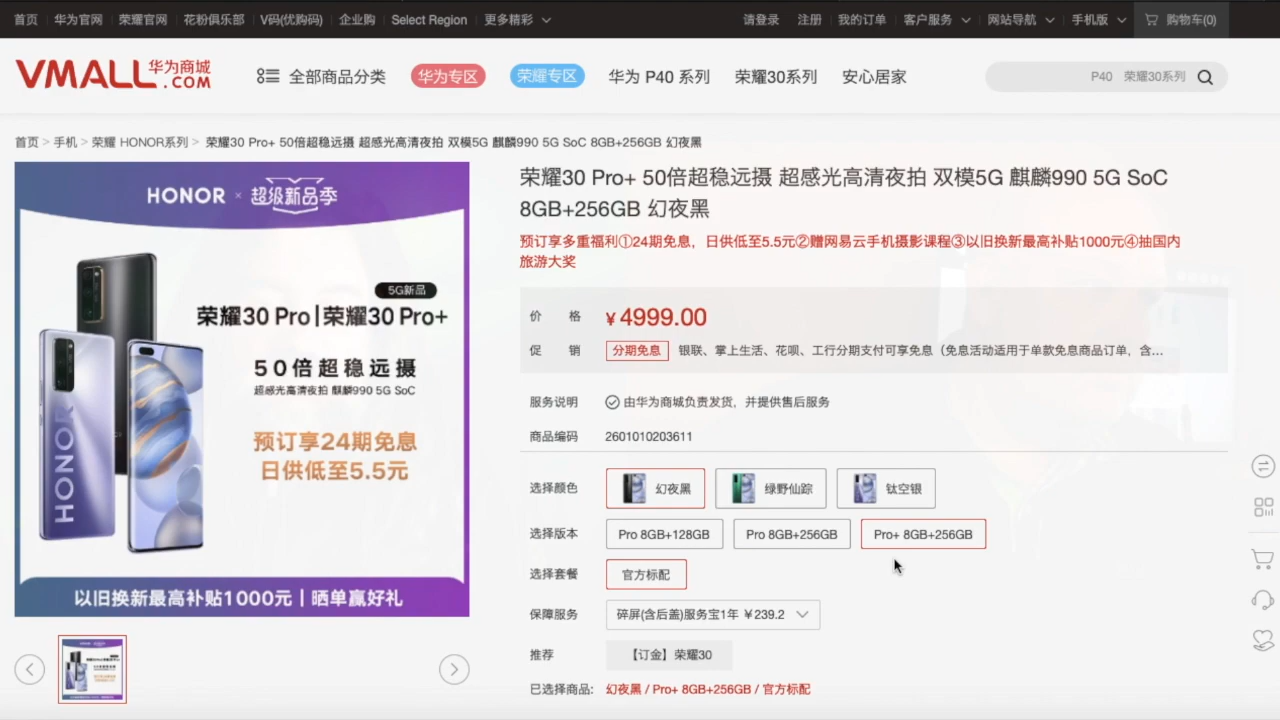 首页 华为官网 荣耀官网 花粉俱乐部 V码(优购码) 企业购 Select Region 更多精彩 请登录 注册 我的订单 客户服务 网站导航 手机版 购物车(0)
VMALL.COM 华为商城 全部商品分类 华为专区 荣耀专区 华为 P40 系列 荣耀30系列 安心居家 P40 荣耀30系列
首页 > 手机 > 荣耀 HONOR系列 > 荣耀30 Pro+ 50倍超稳远摄 超感光高清夜拍 双模5G 麒麟990 5G SoC 8GB+256GB 幻夜黑
HONOR × 超级新品季
5G新品
荣耀30 Pro|荣耀30 Pro+
50倍超稳远摄
超感光高清夜拍 麒麟990 5G SoC
预订享24期免息
日供低至5.5元
HONOR
以旧换新最高补贴1000元 | 晒单赢好礼
荣耀30 Pro+ 50倍超稳远摄 超感光高清夜拍 双模5G 麒麟990 5G SoC
8GB+256GB 幻夜黑
预订享多重福利①24期免息，日供低至5.5元②赠网易云手机摄影课程③以旧换新最高补贴1000元④抽国内
旅游大奖
价 格 ¥ 4999.00
促 销 分期免息 银联、掌上生活、花呗、工行分期支付可享免息（免息活动适用于单款免息商品订单，含...
服务说明 由华为商城负责发货，并提供售后服务
商品编码 2601010203611
选择颜色 幻夜黑 绿野仙踪 钛空银
选择版本 Pro 8GB+128GB Pro 8GB+256GB Pro+ 8GB+256GB
选择套餐 官方标配
保障服务 碎屏(含后盖)服务宝1年 ¥239.2
推荐 【订金】荣耀30
已选择商品: 幻夜黑 / Pro+ 8GB+256GB / 官方标配